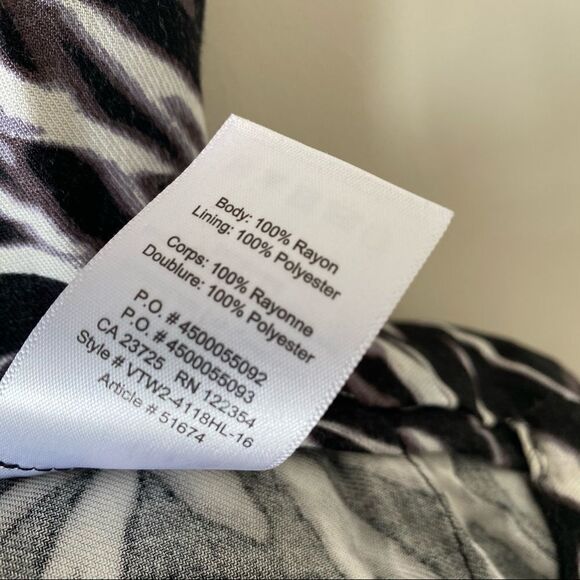 Body: 100% Rayon
Lining: 100% Polyester
Corps: 100% Rayonne
Doublure: 100% Polyester
P.O. # 4500055092
P.O. # 4500055093
CA 23725 RN 122354
Style # VTW2-4118HL-16
Article # 51674